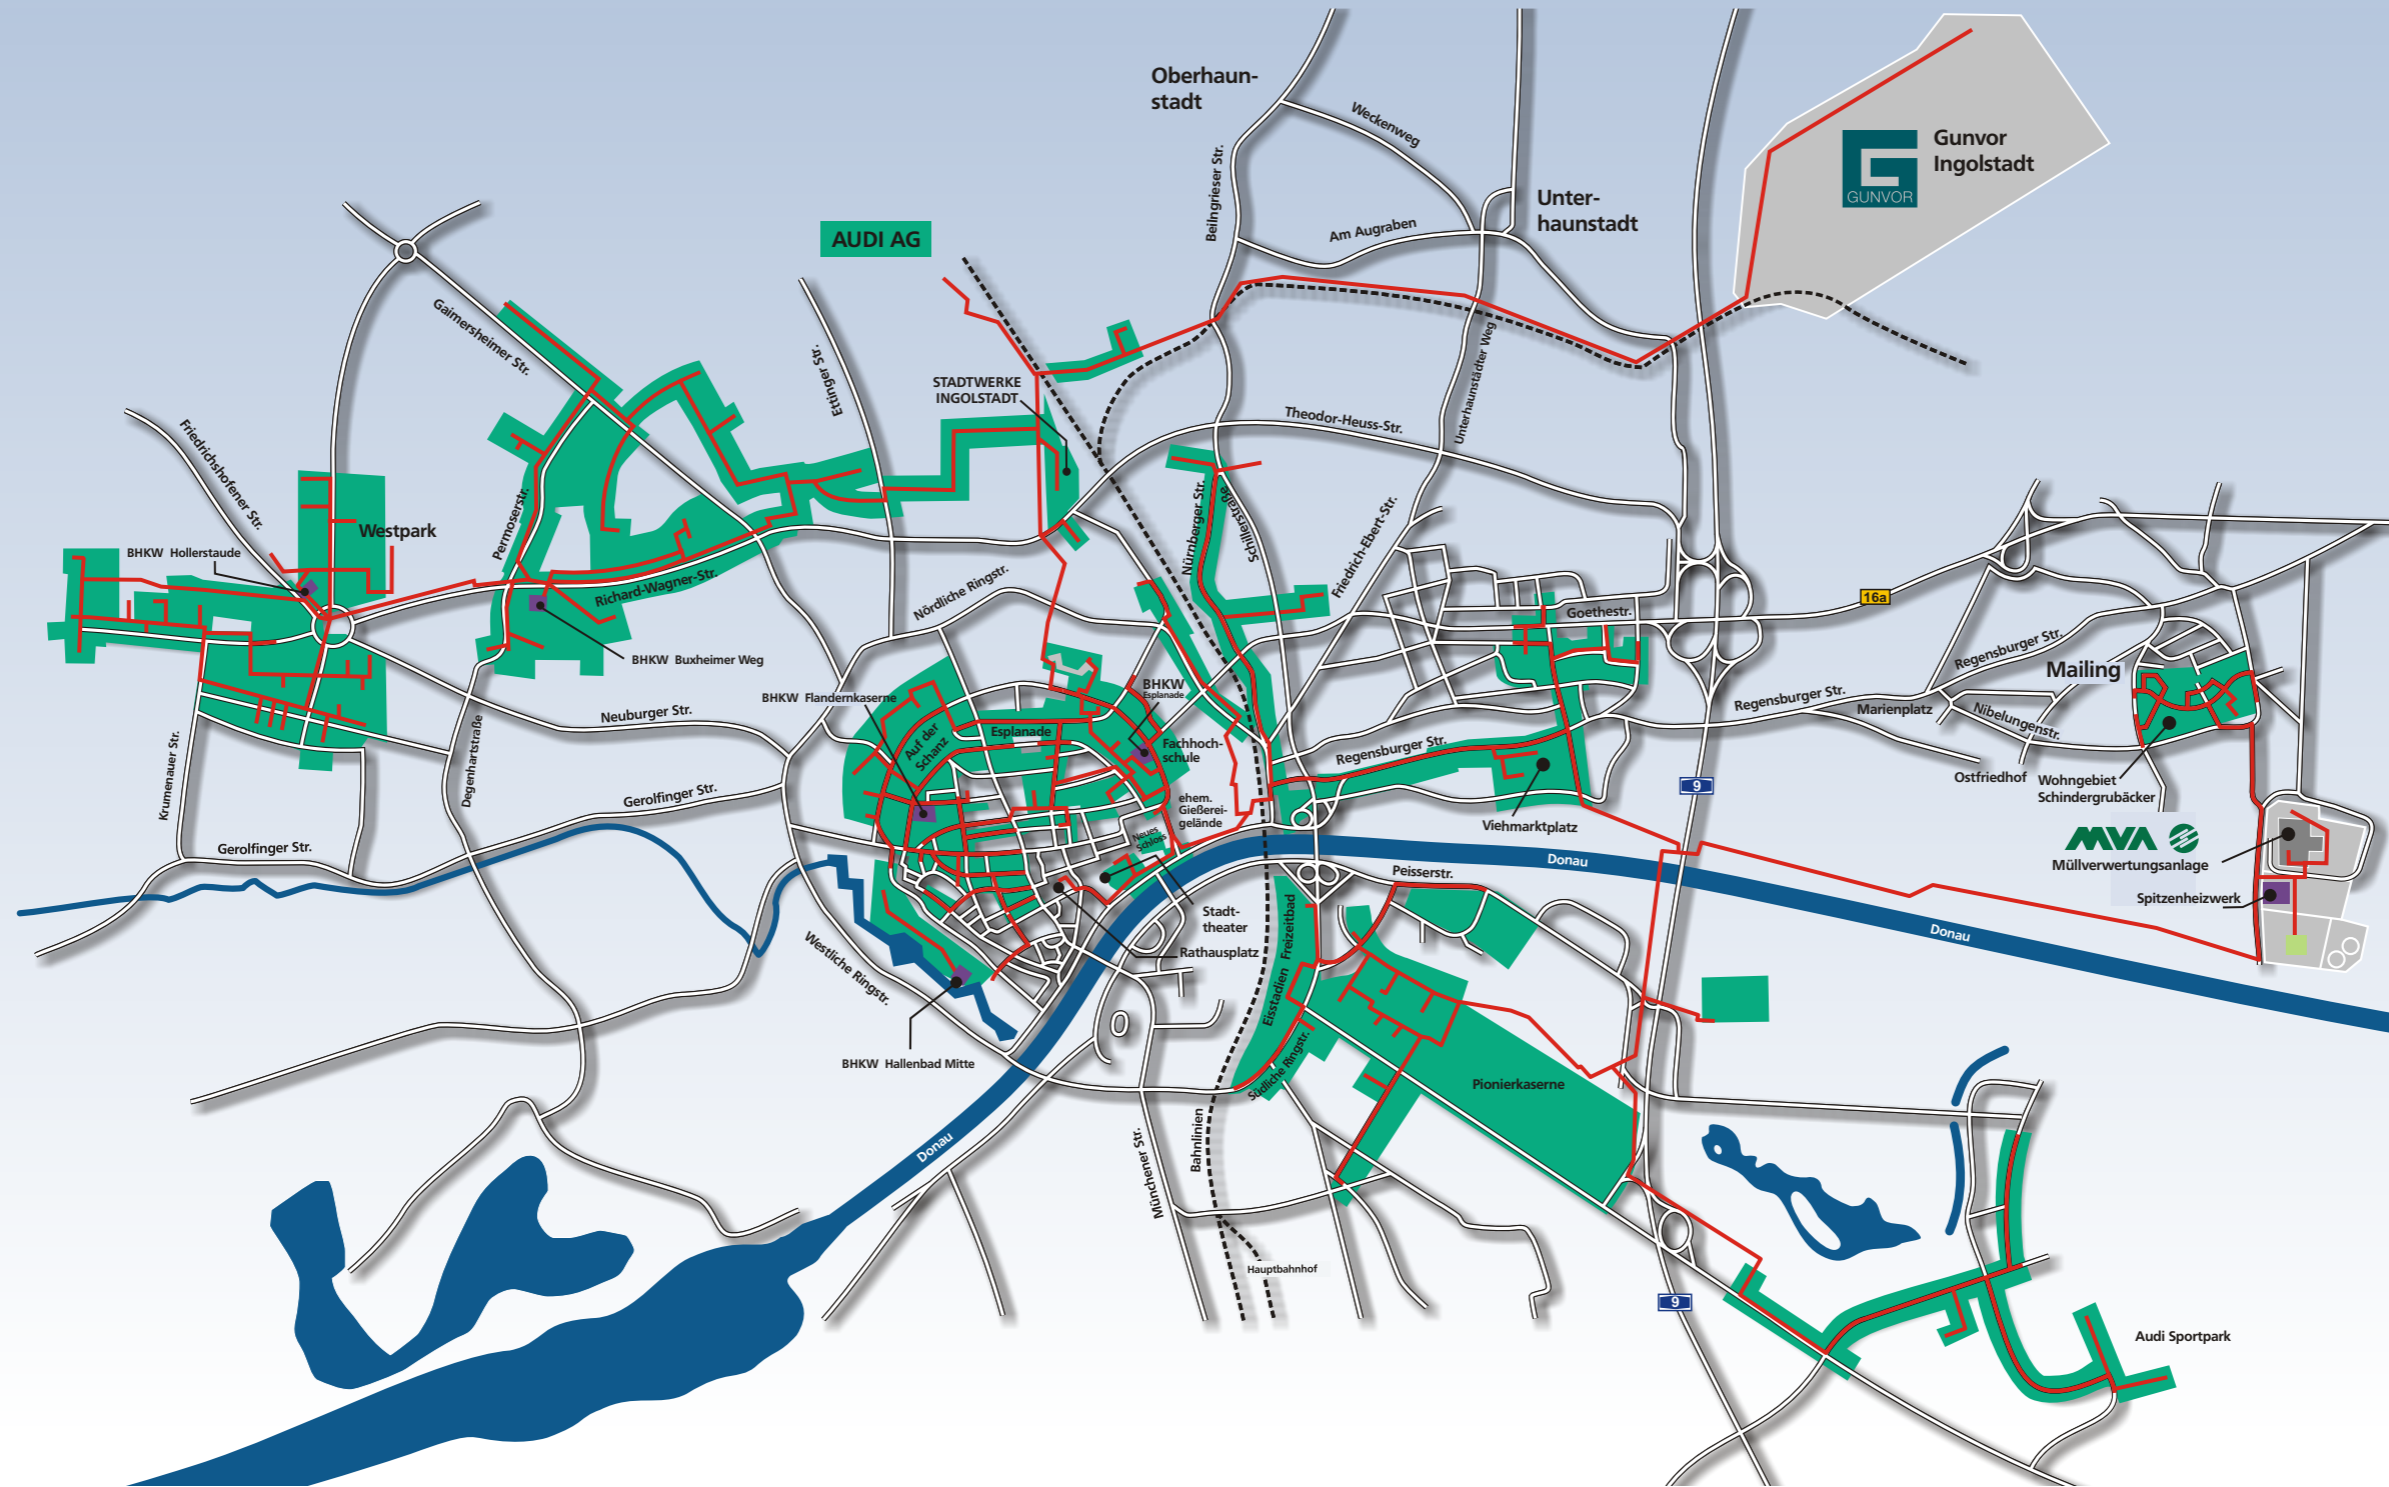 Oberhaun-
stadt
Weckenweg
Gunvor
Ingolstadt
GUNVOR
Beilngrieser Str.
Unter-
haunstadt
AUDI AG
Am Augraben
Gaimersheimer Str.
Ettinger Str.
Unterhaunstädter Weg
STADTWERKE
INGOLSTADT
Theodor-Heuss-Str.
Friedrichshofener Str.
Westpark
Permoserstr.
Nürnberger Str.
Schillerstraße
Friedrich-Ebert-Str.
BHKW Hollerstaude
Richard-Wagner-Str.
Nördliche Ringstr.
16a
Goethestr.
BHKW Buxheimer Weg
Regensburger Str.
Mailing
BHKW Flandernkaserne
BHKW
Esplanade
Neuburger Str.
Regensburger Str.
Marienplatz
Nibelungenstr.
Auf der
Schanz
Esplanade
Fachhoch-
schule
Regensburger Str.
Krumenauer Str.
Degenhartstraße
Ostfriedhof
Wohngebiet
Schindergrubäcker
9
Gerolfinger Str.
ehem.
Gießerei-
gelände
Viehmarktplatz
Neues
Schloss
MVA
Müllverwertungsanlage
Gerolfinger Str.
Donau
Peisserstr.
Spitzenheizwerk
Stadt-
theater
Rathausplatz
Donau
Westliche Ringstr.
Eisstadien Freizeitbad
BHKW Hallenbad Mitte
Südliche Ringstr.
Pionierkaserne
Donau
Münchener Str.
Bahnlinien
Hauptbahnhof
9
Audi Sportpark